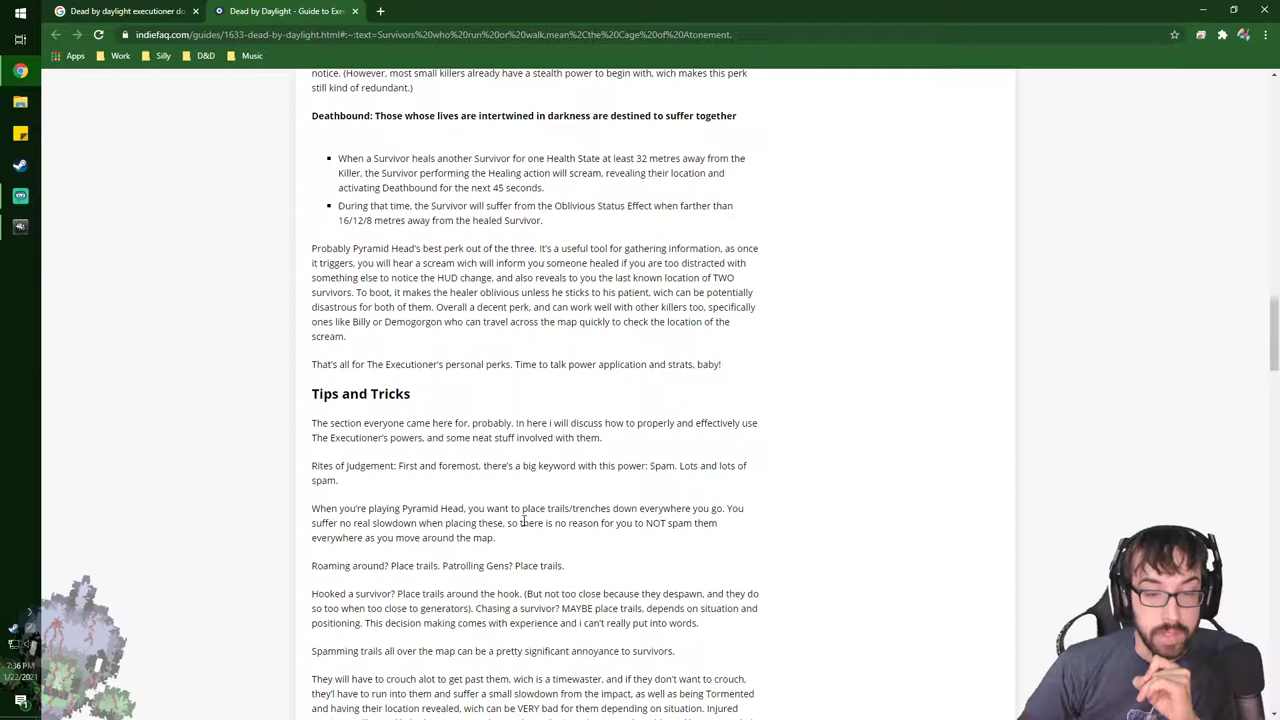 Dead by daylight executioner do
Dead by Daylight - Guide to Exe
indiefaq.com/guides/1633-dead-by-daylight.html#:~:text=Survivors%20who%20run%20or%20walk,mean%2Cthe%20Cage%20of%20Atonement.
Apps Work Silly D&D Music
notice. (However, most small killers already have a stealth power to begin with, wich makes this perk
still kind of redundant.)
Deathbound: Those whose lives are intertwined in darkness are destined to suffer together
When a Survivor heals another Survivor for one Health State at least 32 metres away from the
Killer, the Survivor performing the Healing action will scream, revealing their location and
activating Deathbound for the next 45 seconds.
During that time, the Survivor will suffer from the Oblivious Status Effect when farther than
16/12/8 metres away from the healed Survivor.
Probably Pyramid Head's best perk out of the three. It's a useful tool for gathering information, as once
it triggers, you will hear a scream wich will inform you someone healed if you are too distracted with
something else to notice the HUD change, and also reveals to you the last known location of TWO
survivors. To boot, it makes the healer oblivious unless he sticks to his patient, wich can be potentially
disastrous for both of them. Overall a decent perk, and can work well with other killers too, specifically
ones like Billy or Demogorgon who can travel across the map quickly to check the location of the
scream.
That's all for The Executioner's personal perks. Time to talk power application and strats, baby!
Tips and Tricks
The section everyone came here for, probably. In here i will discuss how to properly and effectively use
The Executioner's powers, and some neat stuff involved with them.
Rites of Judgement: First and foremost, there's a big keyword with this power: Spam. Lots and lots of
spam.
When you're playing Pyramid Head, you want to place trails/trenches down everywhere you go. You
suffer no real slowdown when placing these, so there is no reason for you to NOT spam them
everywhere as you move around the map.
Roaming around? Place trails. Patrolling Gens? Place trails.
Hooked a survivor? Place trails around the hook. (But not too close because they despawn, and they do
so too when too close to generators). Chasing a survivor? MAYBE place trails, depends on situation and
positioning. This decision making comes with experience and i can't really put into words.
Spamming trails all over the map can be a pretty significant annoyance to survivors.
They will have to crouch alot to get past them, wich is a timewaster, and if they don't want to crouch,
they'l have to run into them and suffer a small slowdown from the impact, as well as being Tormented
and having their location revealed, wich can be VERY bad for them depending on situation. Injured
7:36 PM
1/22/2021